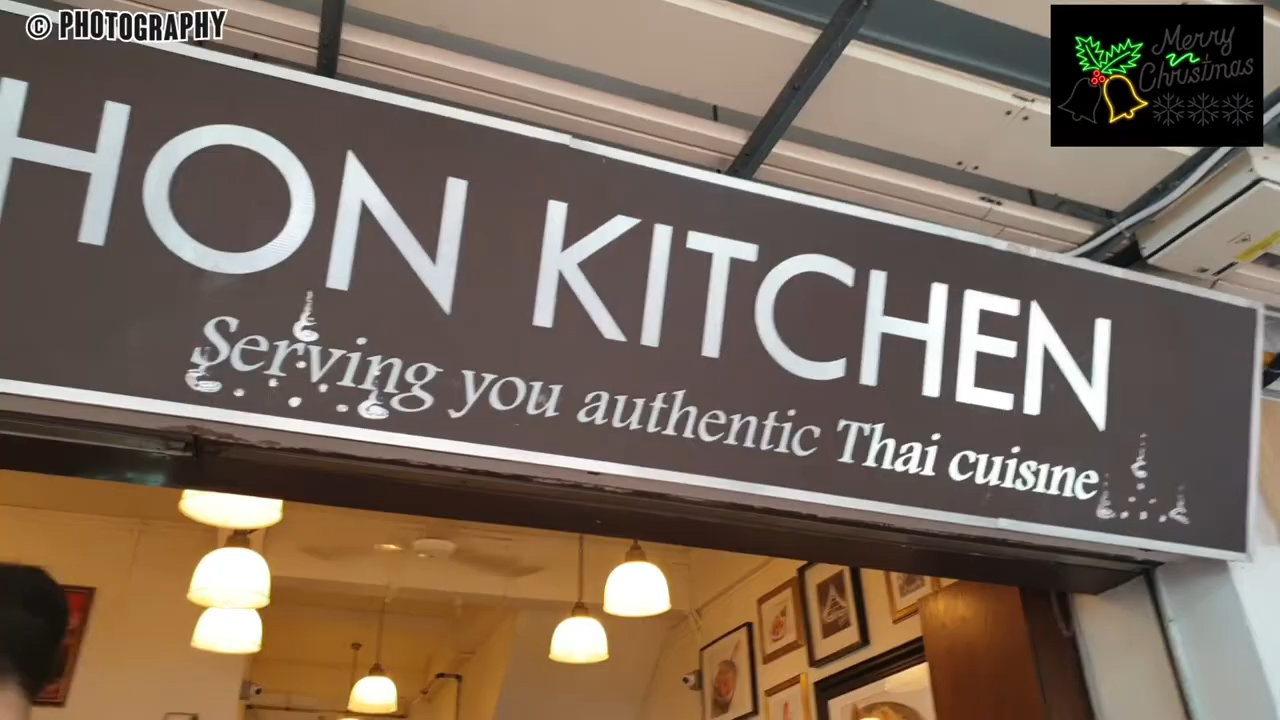 © PHOTOGRAPHY
Merry
Christmas
HON KITCHEN
Serving you authentic Thai cuisine